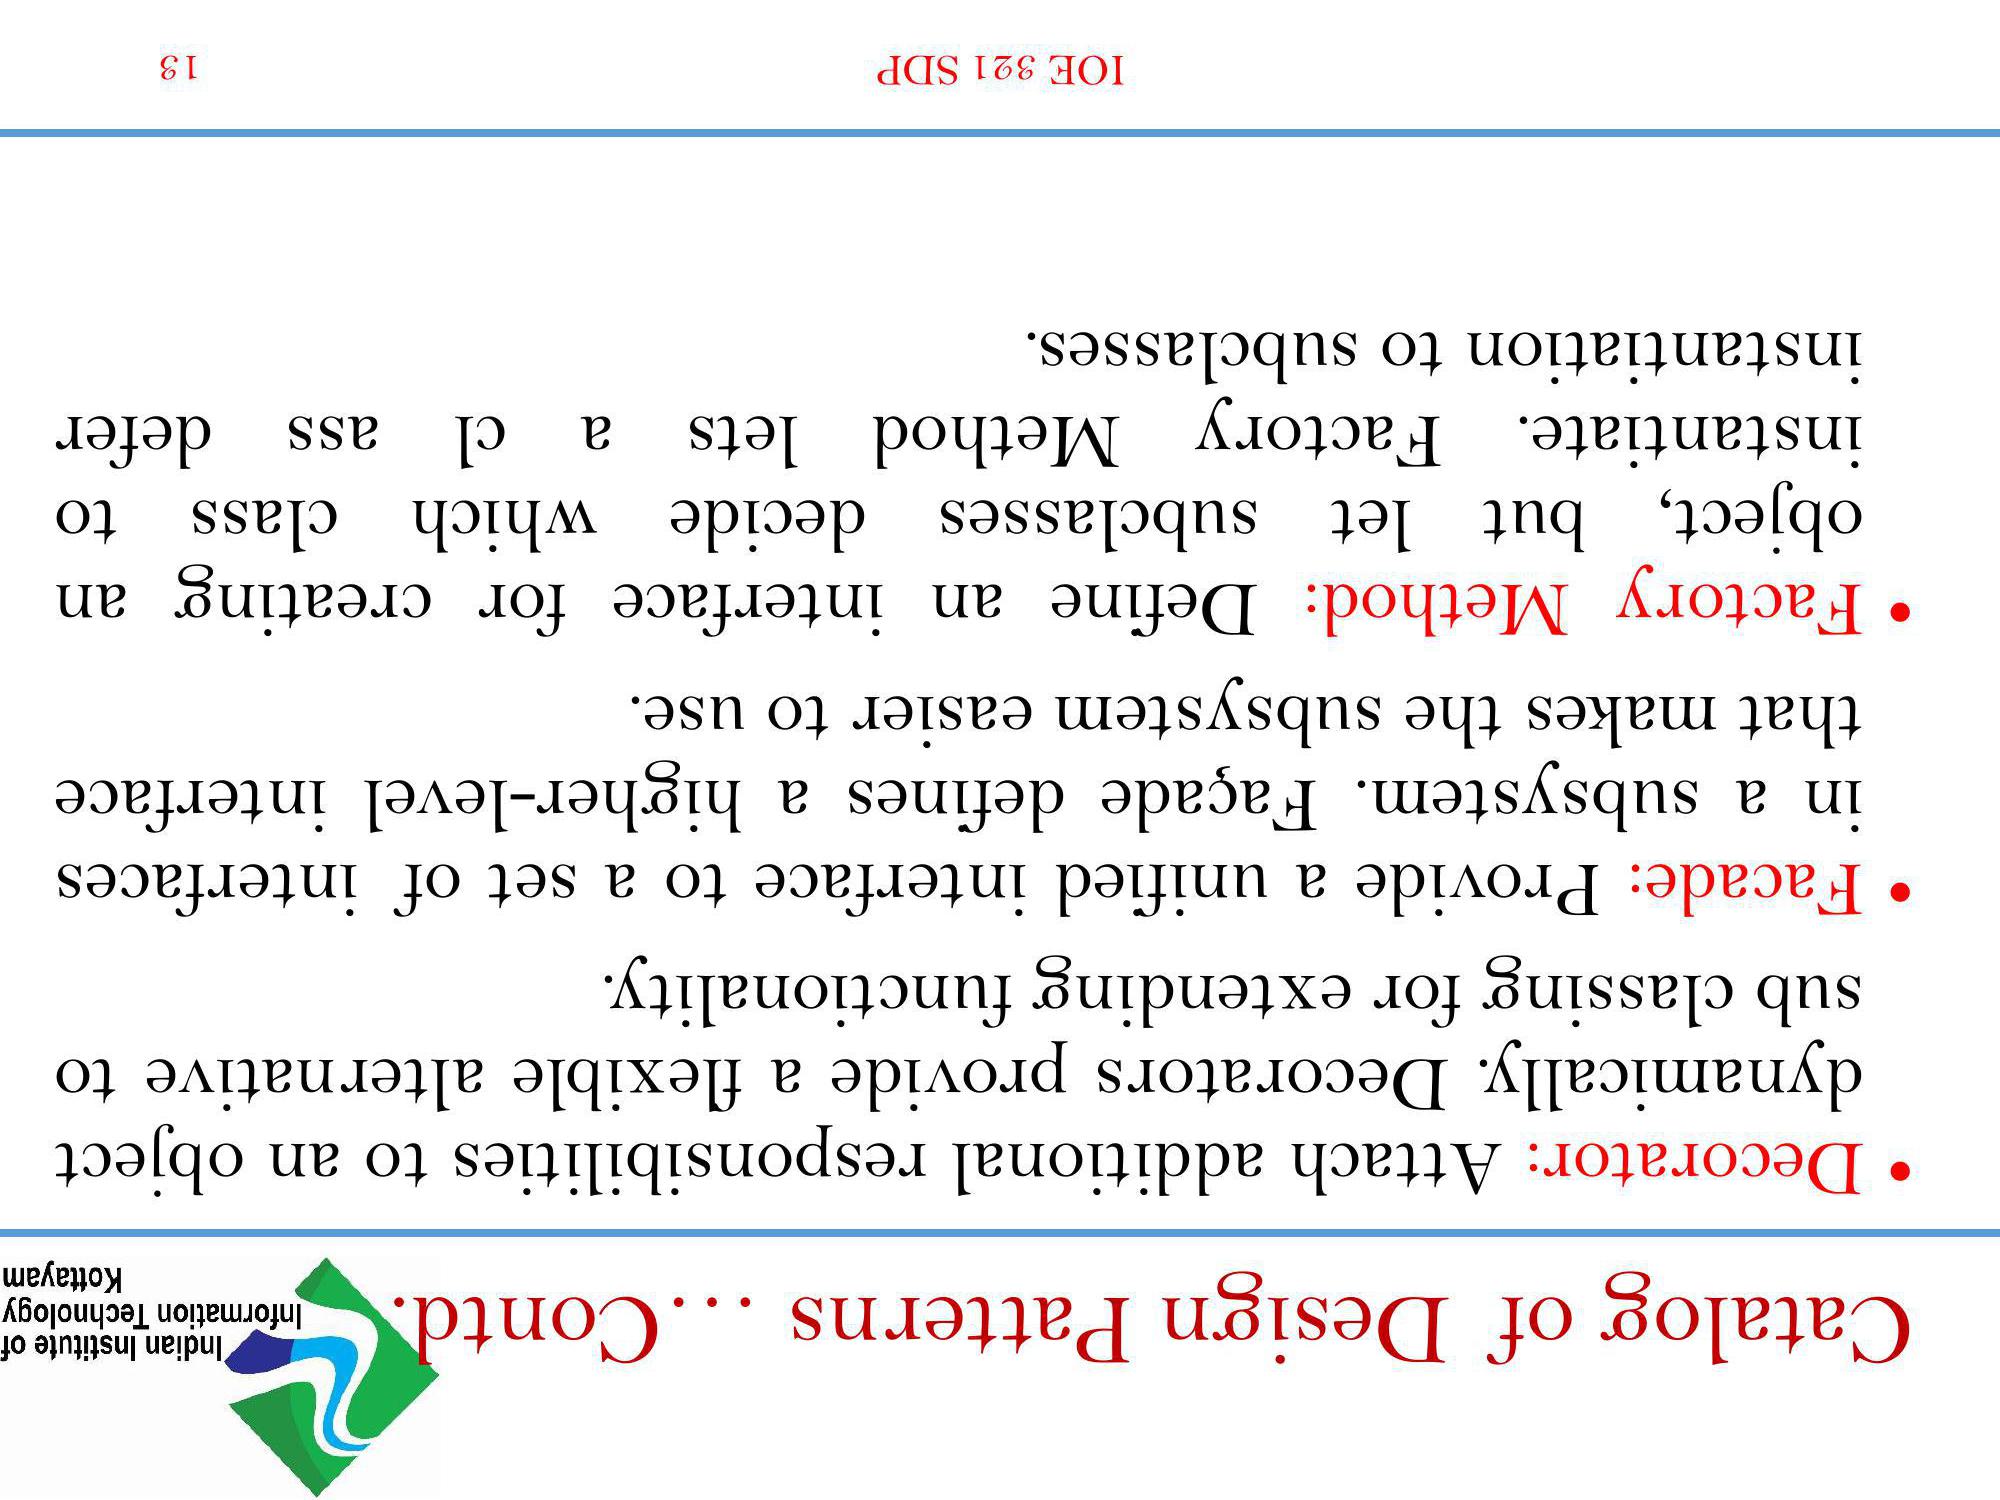 Catalog of Design Patterns …Contd.
Indian Institute of
Information Technology
Kottayam
• Decorator: Attach additional responsibilities to an object
dynamically. Decorators provide a flexible alternative to
sub classing for extending functionality.
• Facade: Provide a unified interface to a set of interfaces
in a subsystem. Façade defines a higher-level interface
that makes the subsystem easier to use.
• Factory Method: Define an interface for creating an
object, but let subclasses decide which class to
instantiate. Factory Method lets a cl ass defer
instantiation to subclasses.
IOE 321 SDP
13